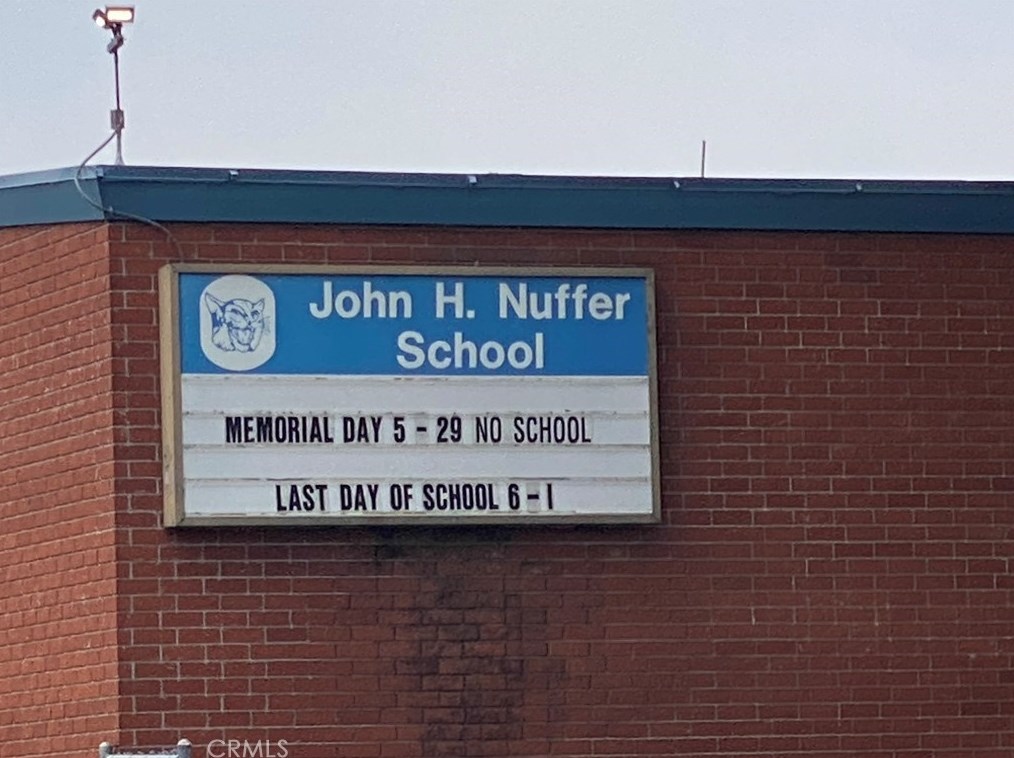 John H. Nuffer
School
MEMORIAL DAY 5 - 29 NO SCHOOL
LAST DAY OF SCHOOL 6 - 1
CRMLS